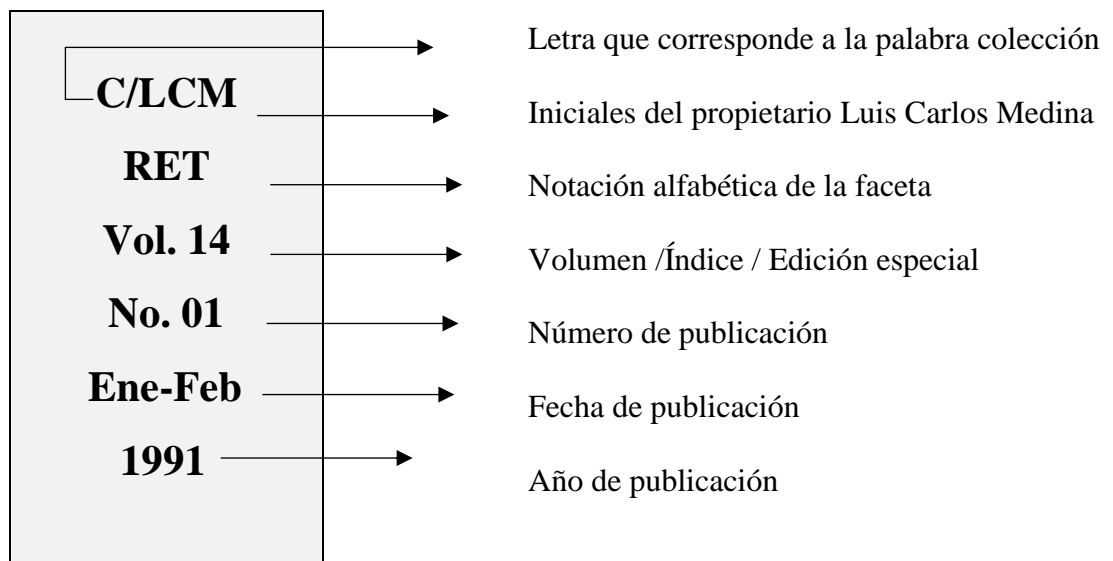 Letra que corresponde a la palabra colección
C/LCM
Iniciales del propietario Luis Carlos Medina
RET
Notación alfabética de la faceta
Vol. 14
Volumen /Índice / Edición especial
No. 01
Número de publicación
Ene-Feb
Fecha de publicación
1991
Año de publicación